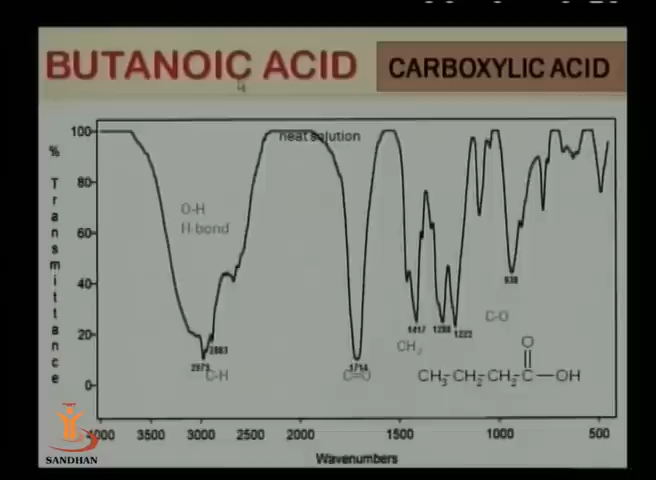 BUTANOIC ACID
CARBOXYLIC ACID
neat solution
% Transmittance
100
80
60
40
20
0
O-H
H-bond
2973
2883
C-H
1714
C=O
1417
CH2
1280
1222
C-O
938
O
CH3-CH2-CH2-C-OH
4000 3500 3000 2500 2000 1500 1000 500
Wavenumbers
SANDHAN